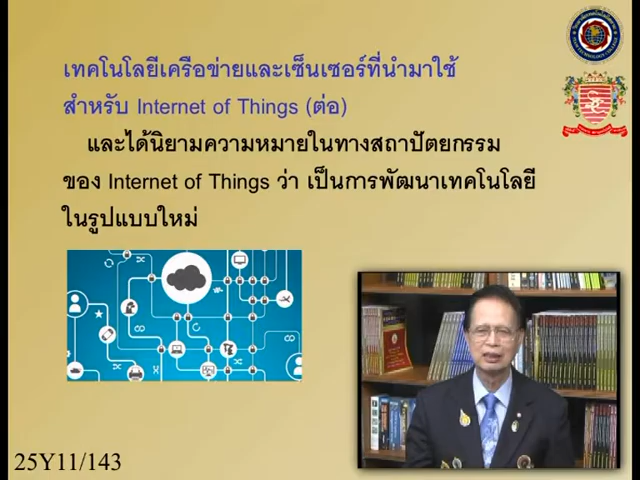 เทคโนโลยีเครือข่ายและเซ็นเซอร์ที่นำมาใช้
สำหรับ Internet of Things (ต่อ)
และได้นิยามความหมายในทางสถาปัตยกรรม
ของ Internet of Things ว่า เป็นการพัฒนาเทคโนโลยี
ในรูปแบบใหม่
25Y11/143